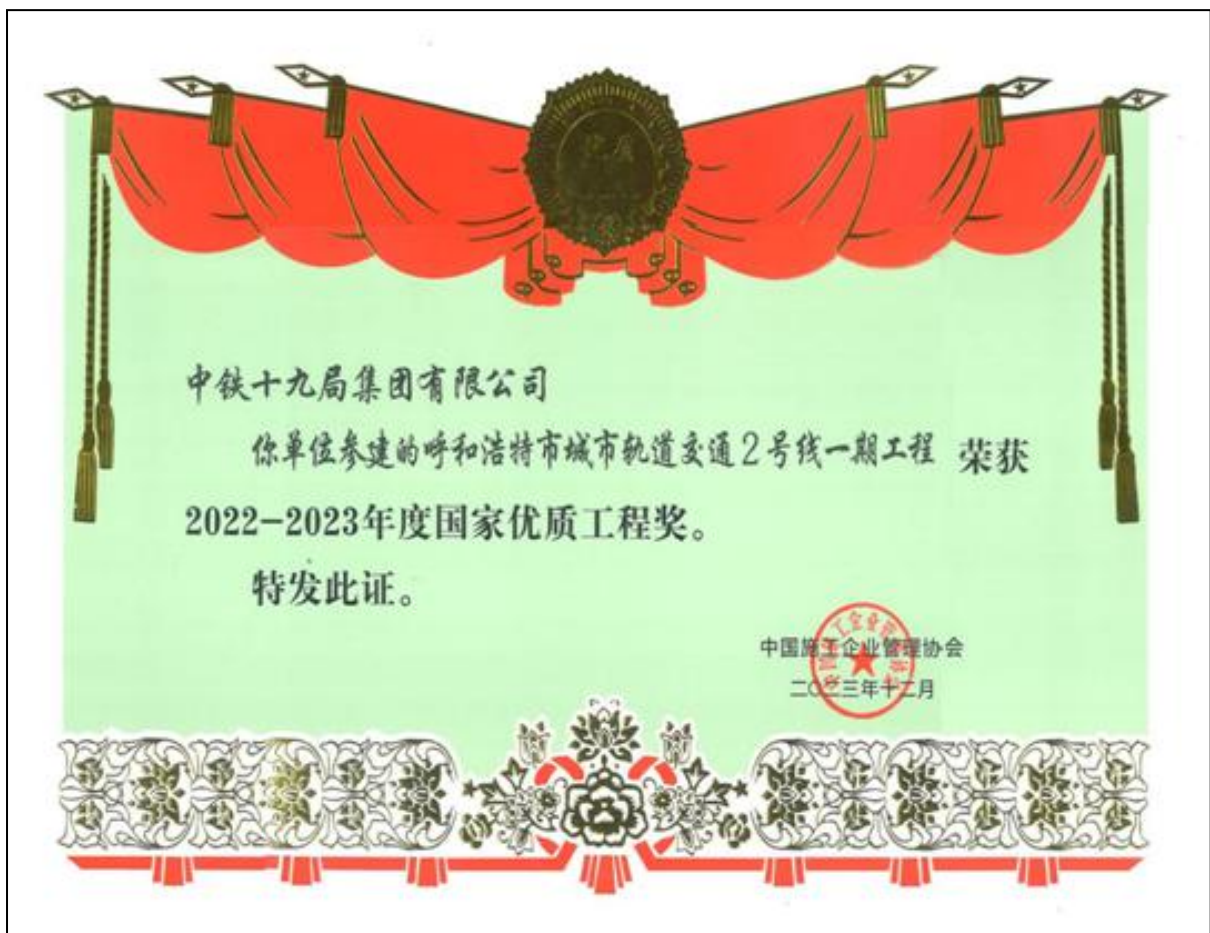 中铁十九局集团有限公司
你单位参建的呼和浩特市城市轨道交通2号线一期工程 荣获
2022-2023年度国家优质工程奖。
特发此证。
中国施工企业管理协会
二〇二三年十二月